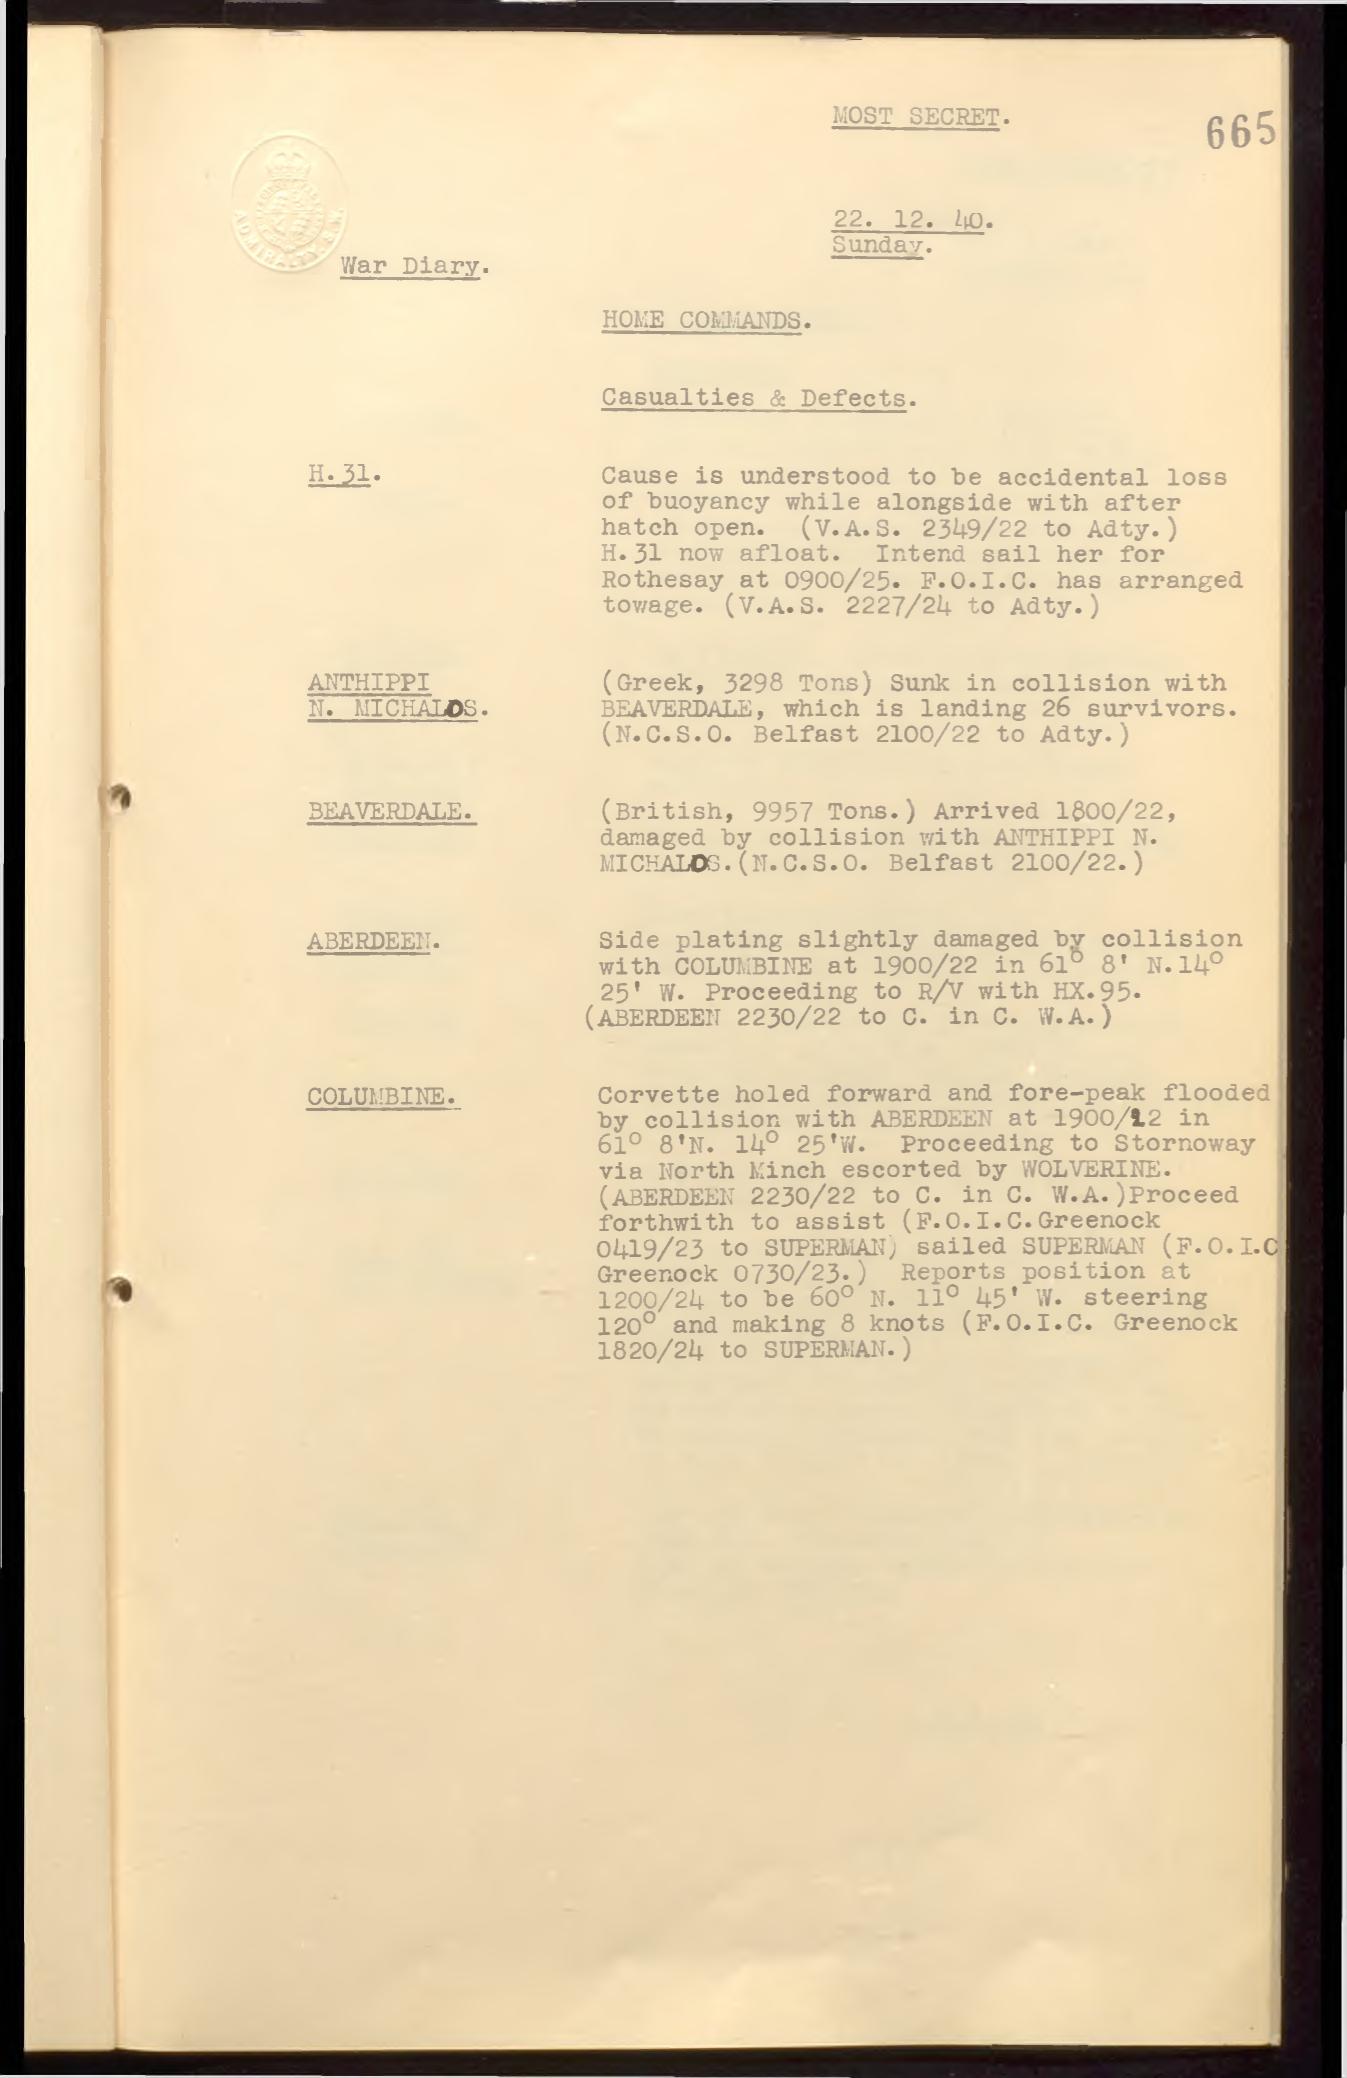 MOST SECRET.
665
ADMIRALTY. S.W.
22. 12. 40.
Sunday.
War Diary.
HOME COMMANDS.
Casualties & Defects.
H.31.
Cause is understood to be accidental loss
of buoyancy while alongside with after
hatch open. (V.A.S. 2349/22 to Adty.)
H.31 now afloat. Intend sail her for
Rothesay at 0900/25. F.O.I.C. has arranged
towage. (V.A.S. 2227/24 to Adty.)
ANTHIPPI
N. MICHALOS.
(Greek, 3298 Tons) Sunk in collision with
BEAVERDALE, which is landing 26 survivors.
(N.C.S.O. Belfast 2100/22 to Adty.)
BEAVERDALE.
(British, 9957 Tons.) Arrived 1800/22,
damaged by collision with ANTHIPPI N.
MICHALOS.(N.C.S.O. Belfast 2100/22.)
ABERDEEN.
Side plating slightly damaged by collision
with COLUMBINE at 1900/22 in 61° 8' N.14°
25' W. Proceeding to R/V with HX.95.
(ABERDEEN 2230/22 to C. in C. W.A.)
COLUMBINE.
Corvette holed forward and fore-peak flooded
by collision with ABERDEEN at 1900/22 in
61° 8'N. 14° 25'W. Proceeding to Stornoway
via North Minch escorted by WOLVERINE.
(ABERDEEN 2230/22 to C. in C. W.A.)Proceed
forthwith to assist (F.O.I.C.Greenock
0419/23 to SUPERMAN) sailed SUPERMAN (F.O.I.C
Greenock 0730/23.) Reports position at
1200/24 to be 60° N. 11° 45' W. steering
120° and making 8 knots (F.O.I.C. Greenock
1820/24 to SUPERMAN.)